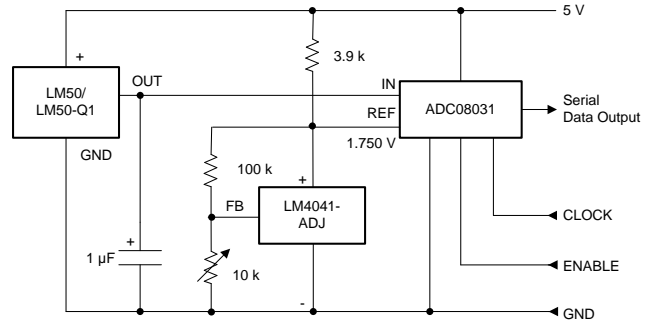 5 V
+
3.9 k
LM50/
LM50-Q1
OUT
IN
ADC08031
Serial
Data Output
REF
1.750 V
GND
100 k
+
FB
LM4041-
ADJ
CLOCK
+
1 µF
10 k
ENABLE
-
GND